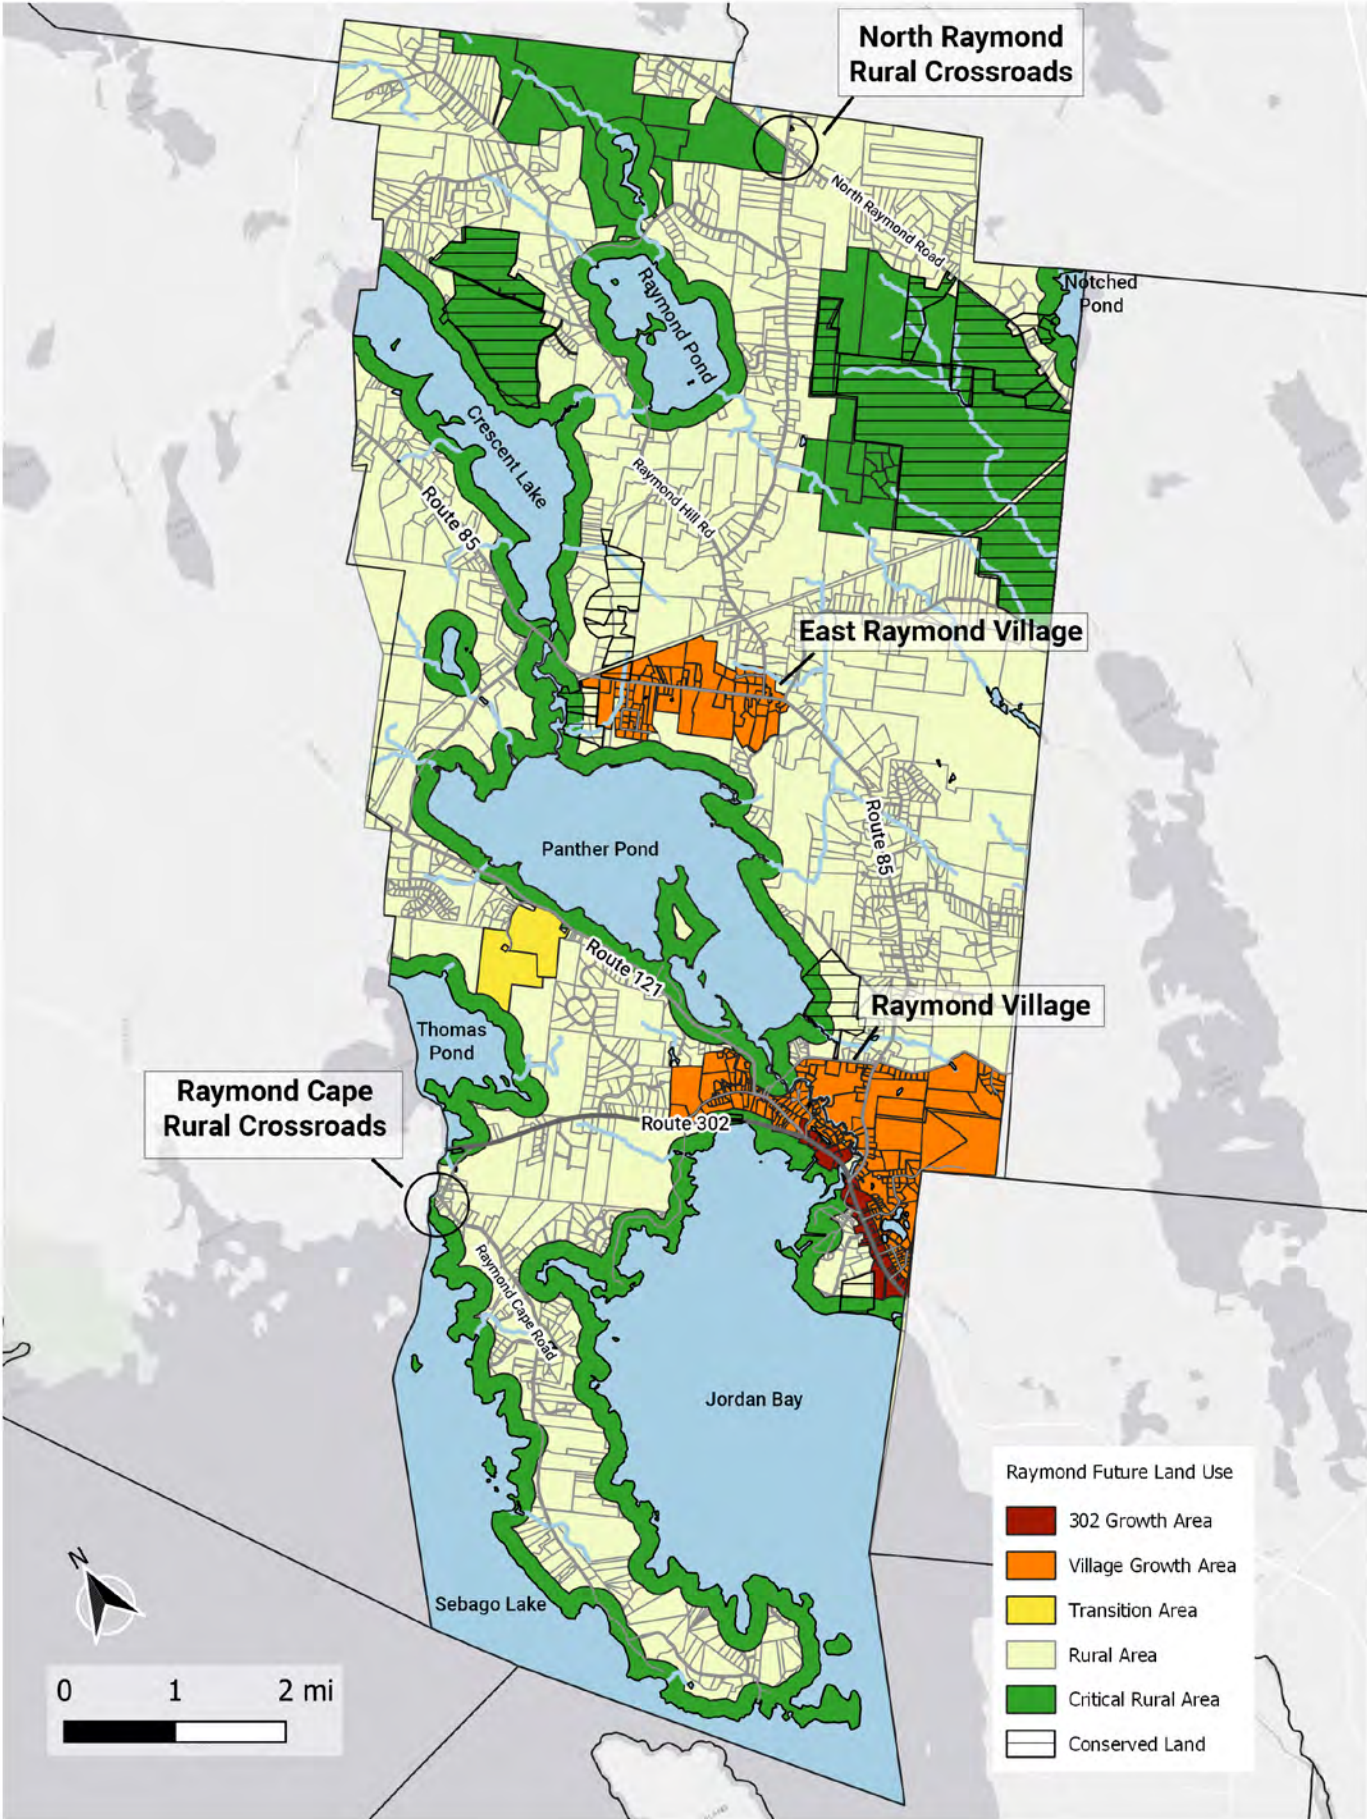 North Raymond
Rural Crossroads
North Raymond Road
Notched
Pond
Raymond Pond
Crescent Lake
Raymond Hill Rd
Route 85
East Raymond Village
Route 85
Panther Pond
Route 121
Raymond Village
Thomas
Pond
Raymond Cape
Rural Crossroads
Route 302
Raymond Cape Road
Jordan Bay
Sebago Lake
N
0 1 2 mi
Raymond Future Land Use
302 Growth Area
Village Growth Area
Transition Area
Rural Area
Critical Rural Area
Conserved Land